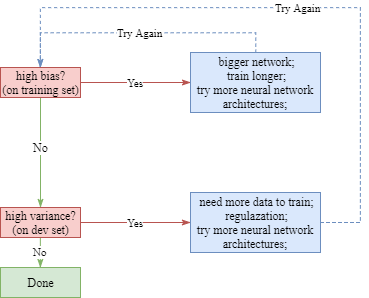 Try Again
Try Again
high bias?
(on training set)
Yes
bigger network;
train longer;
try more neural network
architectures;
No
high variance?
(on dev set)
Yes
need more data to train;
regulazation;
try more neural network
architectures;
No
Done